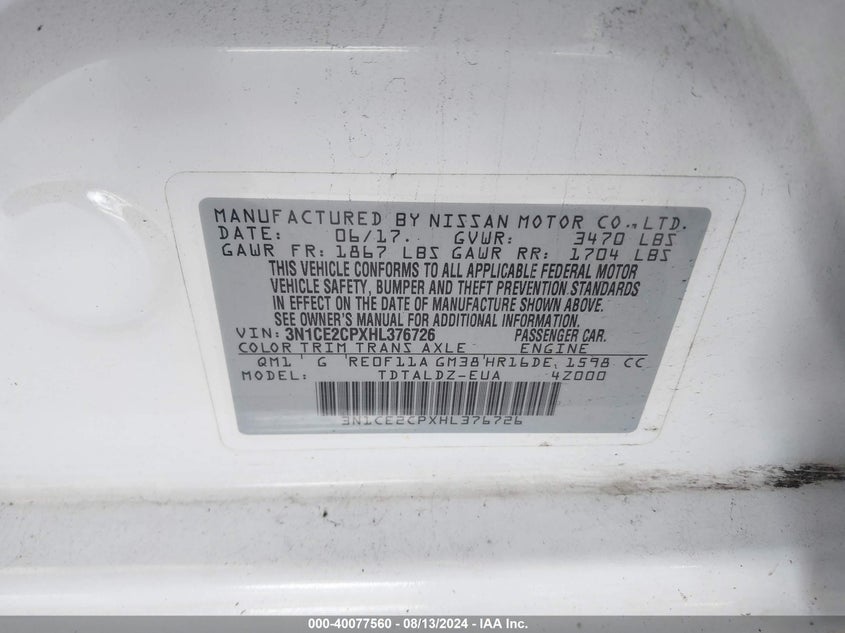 MANUFACTURED BY NISSAN MOTOR CO.,LTD.
DATE: 06/17. GVWR: 3470 LBS
GAWR FR: 1867 LBS GAWR RR: 1704 LBS
THIS VEHICLE CONFORMS TO ALL APPLICABLE FEDERAL MOTOR
VEHICLE SAFETY, BUMPER AND THEFT PREVENTION STANDARDS
IN EFFECT ON THE DATE OF MANUFACTURE SHOWN ABOVE.
SEE OWNER'S MANUAL FOR ADDITIONAL INFORMATION.
VIN: 3N1CE2CPXHL376726 PASSENGER CAR.
COLOR TRIM TRANS AXLE ENGINE
QM1 ' G 'RE0F11A GM38'HR16DE, 1598 CC
MODEL: TDTALDZ-EUA 4Z000
3N1CE2CPXHL376726
000-40077560 - 08/13/2024 - IAA Inc.